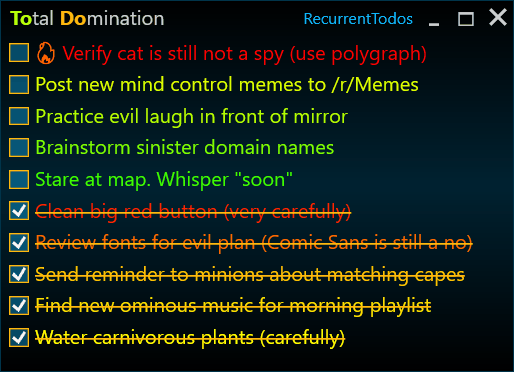 Total Domination RecurrentTodos
Verify cat is still not a spy (use polygraph)
Post new mind control memes to /r/Memes
Practice evil laugh in front of mirror
Brainstorm sinister domain names
Stare at map. Whisper "soon"
Clean big red button (very carefully)
Review fonts for evil plan (Comic Sans is still a no)
Send reminder to minions about matching capes
Find new ominous music for morning playlist
Water carnivorous plants (carefully)